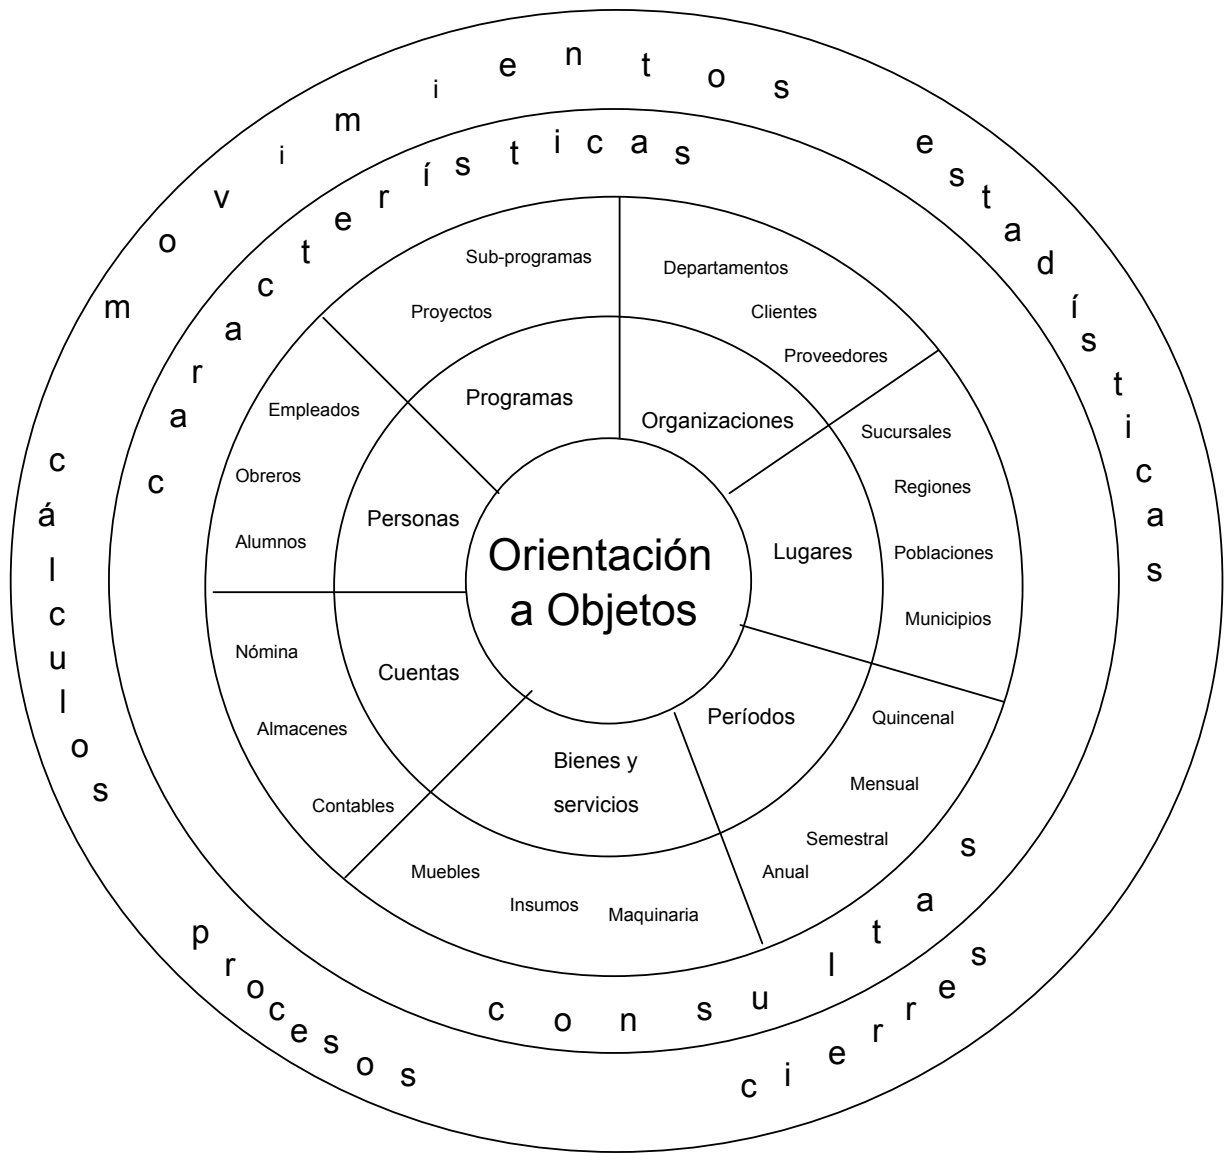 movimientos
estadísticas
cálculos
procesos
cierres
características
consultas
Sub-programas
Proyectos
Programas
Departamentos
Clientes
Proveedores
Organizaciones
Sucursales
Regiones
Poblaciones
Municipios
Lugares
Quincenal
Mensual
Semestral
Anual
Períodos
Bienes y
servicios
Muebles
Insumos
Maquinaria
Cuentas
Nómina
Almacenes
Contables
Personas
Empleados
Obreros
Alumnos
Orientación
a Objetos